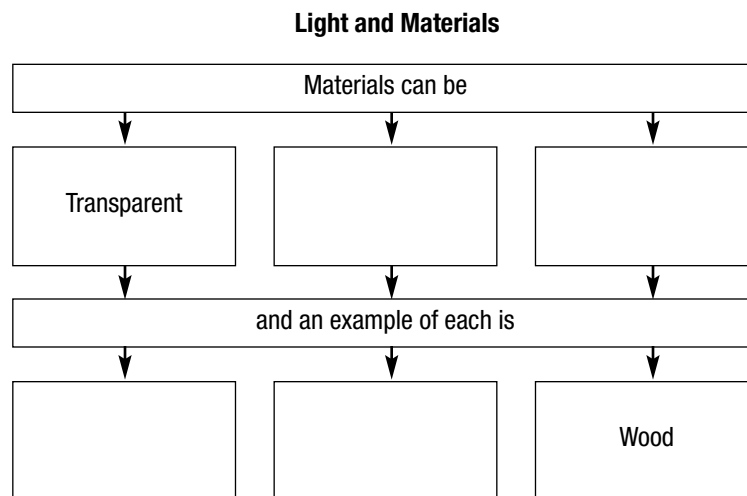 Light and Materials
Materials can be
Transparent
and an example of each is
Wood